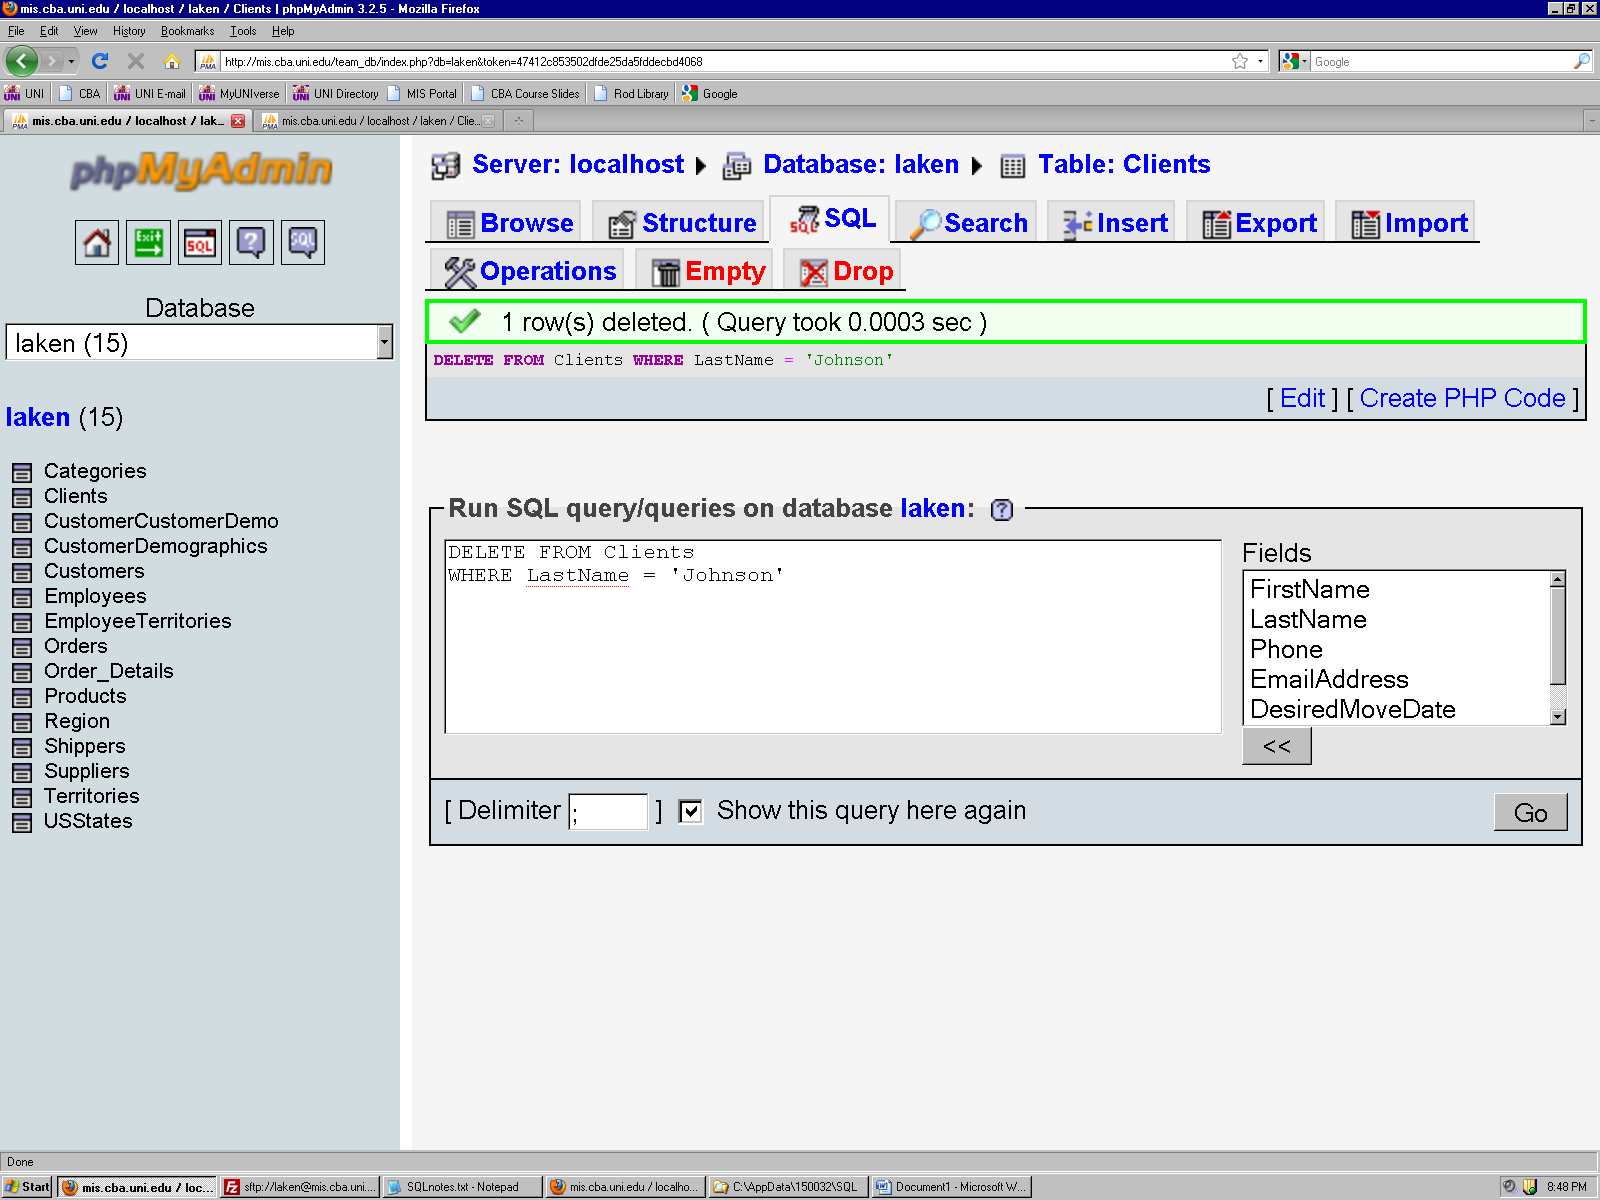 mis.cba.uni.edu / localhost / laken / Clients | phpMyAdmin 3.2.5 - Mozilla Firefox
File Edit View History Bookmarks Tools Help
http://mis.cba.uni.edu/team_db/index.php?db=laken&token=47412c853502dfde25da5fddecbd4068
Google
UNI CBA UNI E-mail MyUNIverse UNI Directory MIS Portal CBA Course Slides Rod Library Google
mis.cba.uni.edu / localhost / lak... mis.cba.uni.edu / localhost / laken / Clie...
phpMyAdmin
Exit SQL ? SQL
Database
laken (15)
laken (15)
Categories
Clients
CustomerCustomerDemo
CustomerDemographics
Customers
Employees
EmployeeTerritories
Orders
Order_Details
Products
Region
Shippers
Suppliers
Territories
USStates
Server: localhost Database: laken Table: Clients
Browse Structure SQL Search Insert Export Import
Operations Empty Drop
1 row(s) deleted. ( Query took 0.0003 sec )
DELETE FROM Clients WHERE LastName = 'Johnson'
[ Edit ] [ Create PHP Code ]
Run SQL query/queries on database laken: ?
DELETE FROM Clients
WHERE LastName = 'Johnson'
Fields
FirstName
LastName
Phone
EmailAddress
DesiredMoveDate
<<
[ Delimiter ; ] Show this query here again
Go
Done
Start mis.cba.uni.edu / loc... sftp://laken@mis.cba.uni.... SQLnotes.txt - Notepad mis.cba.uni.edu / localho... C:\AppData\150032\SQL Document1 - Microsoft W... 8:48 PM